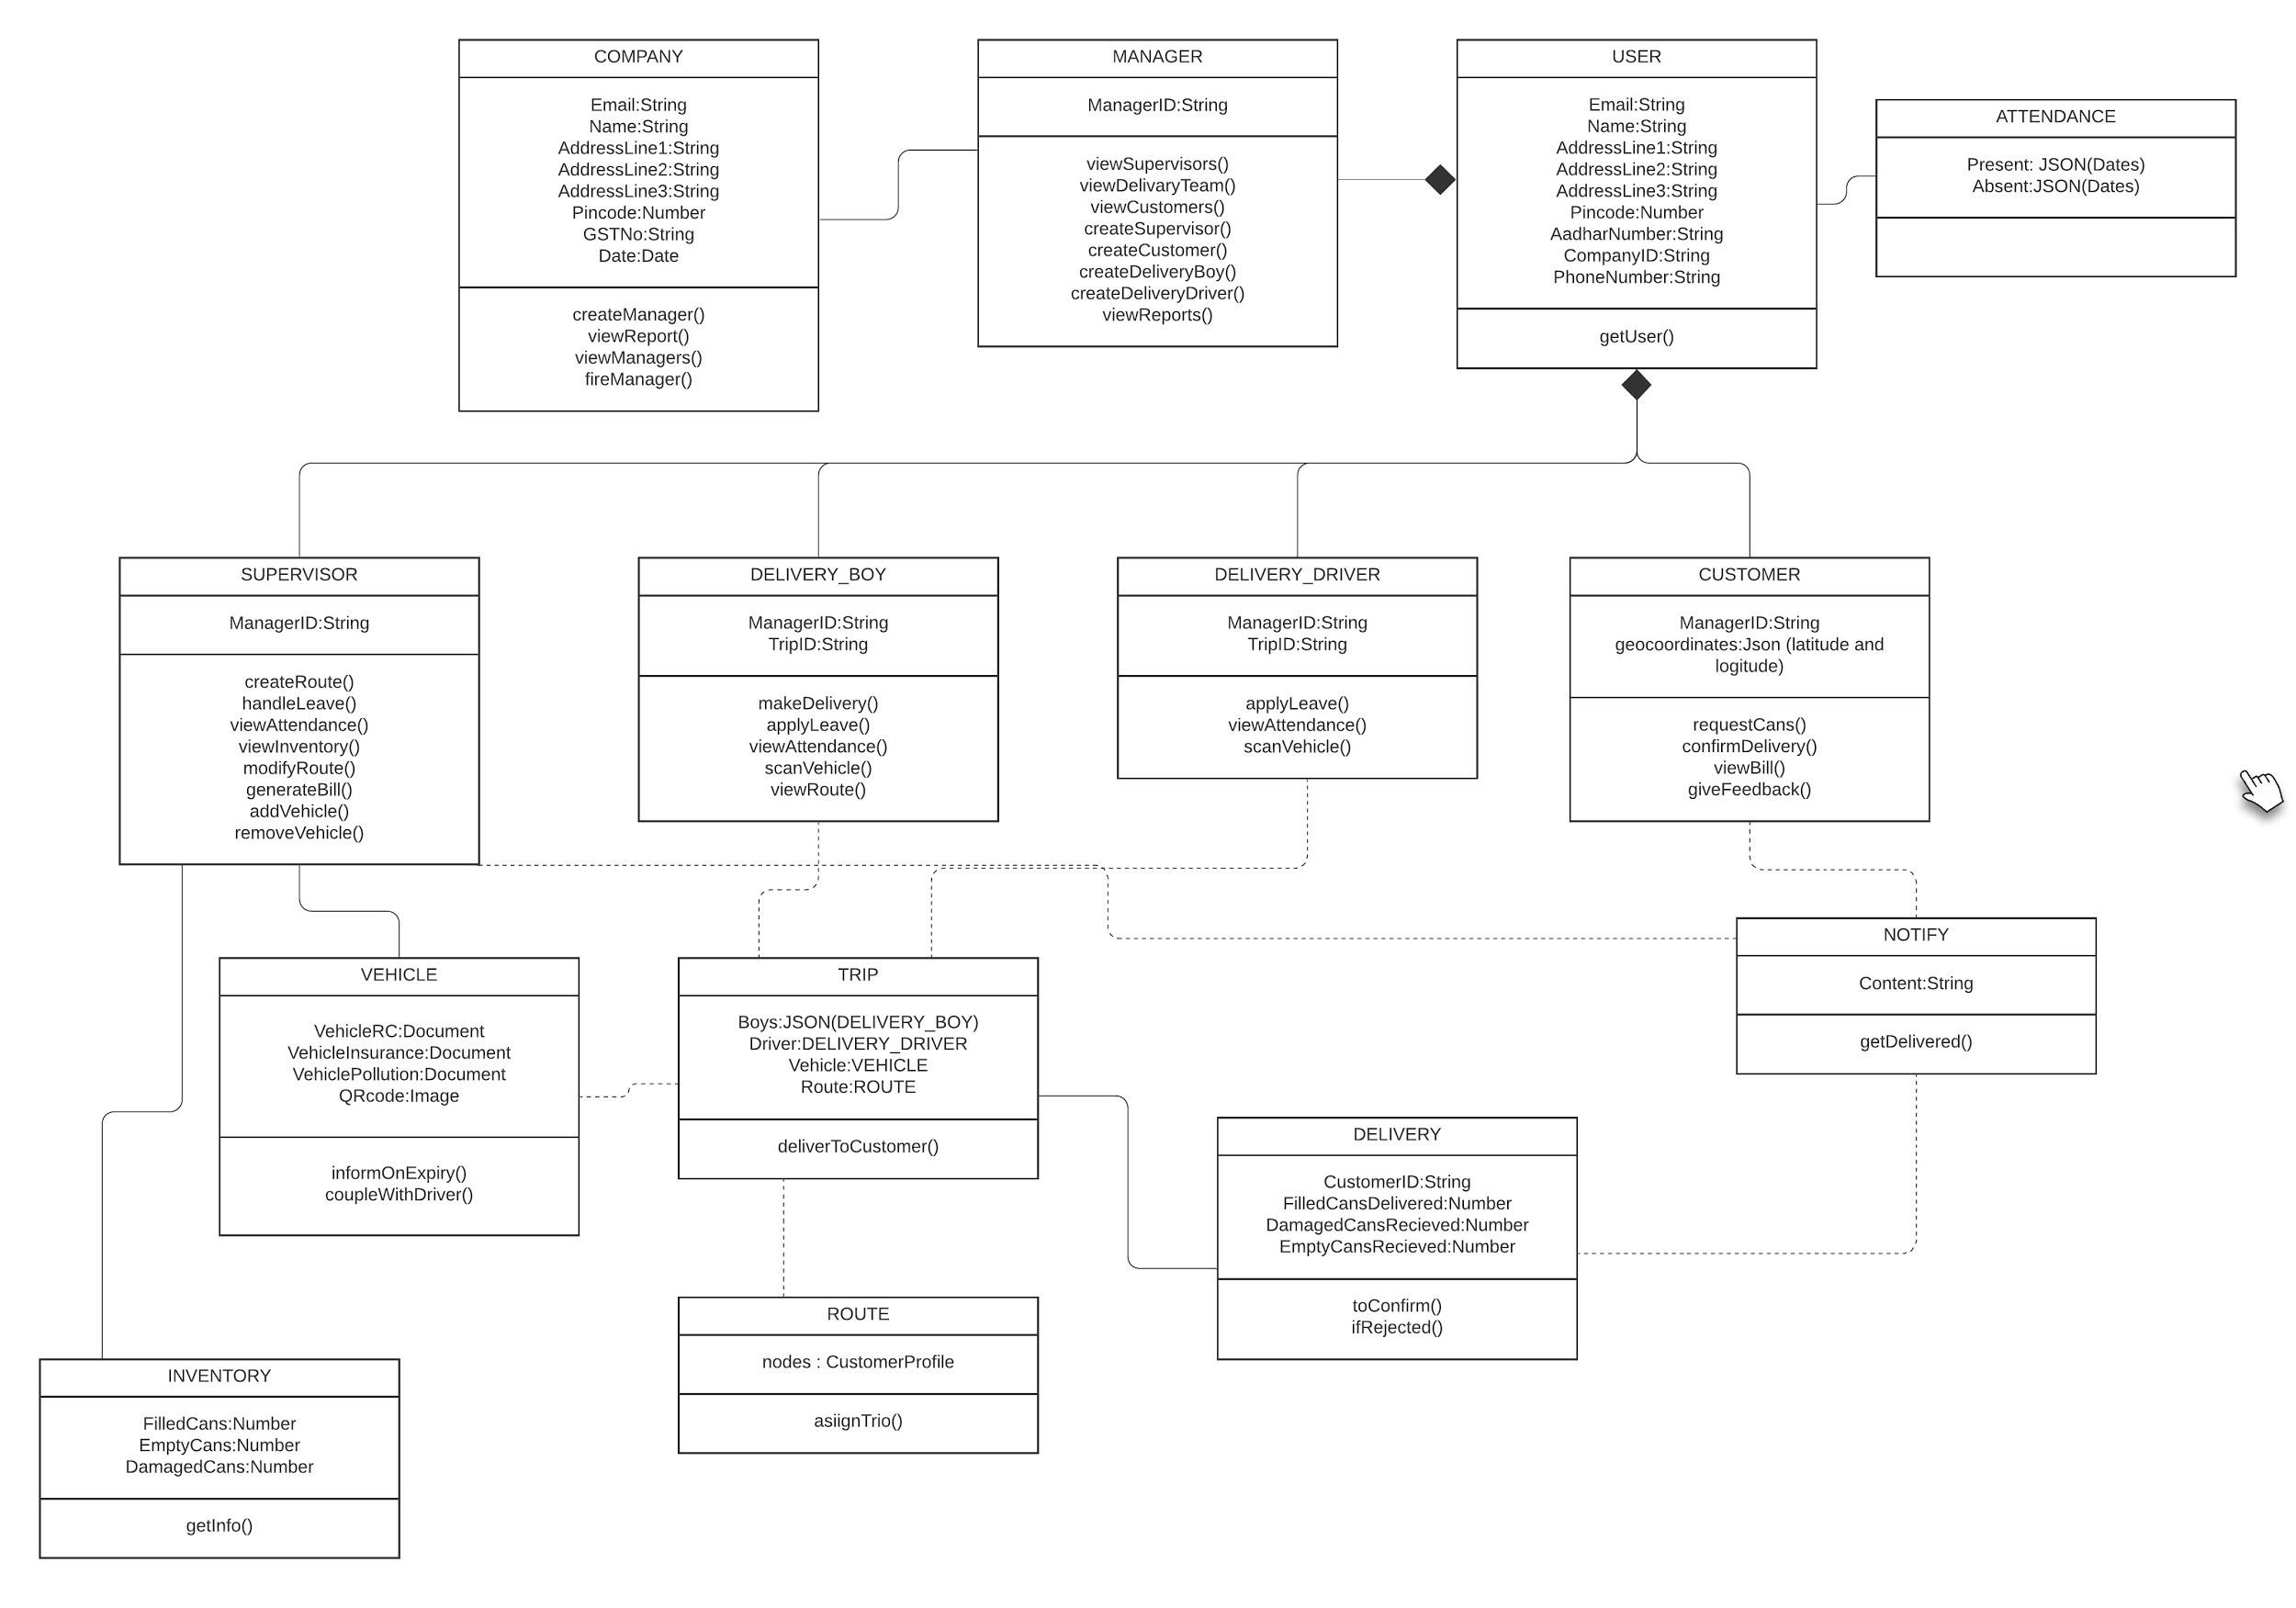 COMPANY
Email:String
Name:String
AddressLine1:String
AddressLine2:String
AddressLine3:String
Pincode:Number
GSTNo:String
Date:Date
createManager()
viewReport()
viewManagers()
fireManager()
MANAGER
ManagerID:String
viewSupervisors()
viewDelivaryTeam()
viewCustomers()
createSupervisor()
createCustomer()
createDeliveryBoy()
createDeliveryDriver()
viewReports()
USER
Email:String
Name:String
AddressLine1:String
AddressLine2:String
AddressLine3:String
Pincode:Number
AadharNumber:String
CompanyID:String
PhoneNumber:String
getUser()
ATTENDANCE
Present: JSON(Dates)
Absent:JSON(Dates)
SUPERVISOR
ManagerID:String
createRoute()
handleLeave()
viewAttendance()
viewInventory()
modifyRoute()
generateBill()
addVehicle()
removeVehicle()
DELIVERY_BOY
ManagerID:String
TripID:String
makeDelivery()
applyLeave()
viewAttendance()
scanVehicle()
viewRoute()
DELIVERY_DRIVER
ManagerID:String
TripID:String
applyLeave()
viewAttendance()
scanVehicle()
CUSTOMER
ManagerID:String
geocoordinates:Json (latitude and
logitude)
requestCans()
confirmDelivery()
viewBill()
giveFeedback()
VEHICLE
VehicleRC:Document
VehicleInsurance:Document
VehiclePollution:Document
QRcode:Image
informOnExpiry()
coupleWithDriver()
TRIP
Boys:JSON(DELIVERY_BOY)
Driver:DELIVERY_DRIVER
Vehicle:VEHICLE
Route:ROUTE
deliverToCustomer()
NOTIFY
Content:String
getDelivered()
DELIVERY
CustomerID:String
FilledCansDelivered:Number
DamagedCansRecieved:Number
EmptyCansRecieved:Number
toConfirm()
ifRejected()
ROUTE
nodes : CustomerProfile
asiignTrio()
INVENTORY
FilledCans:Number
EmptyCans:Number
DamagedCans:Number
getInfo()